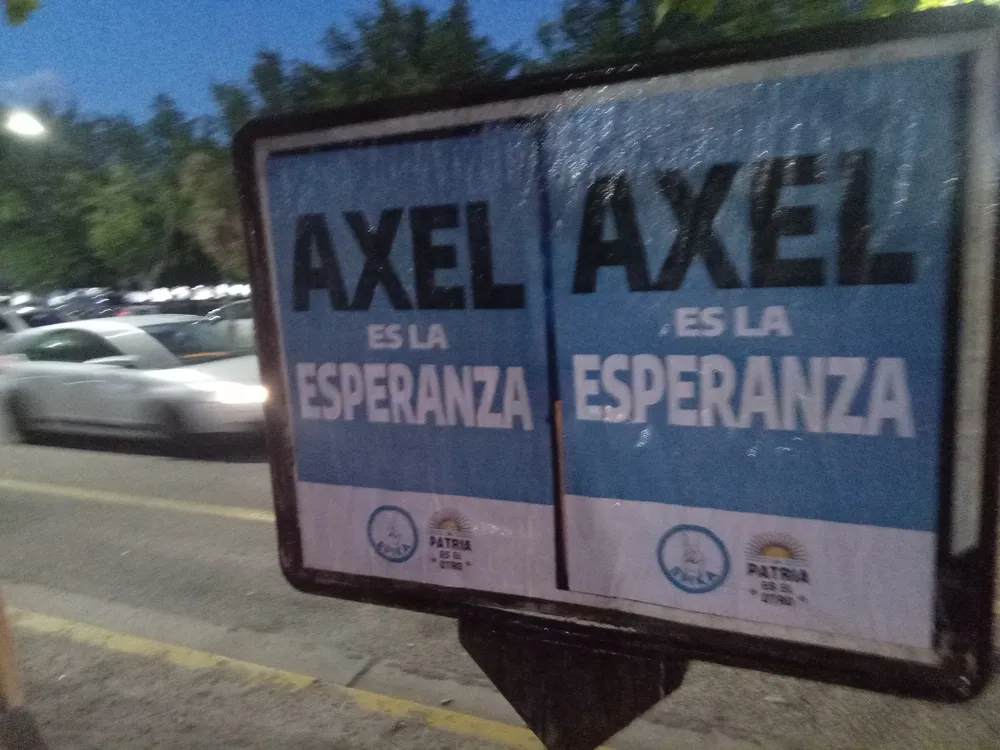 AXEL
ES LA
ESPERANZA
PATRIA
ES EL
OTRO
AXEL
ES LA
ESPERANZA
PATRIA
ES EL
OTRO